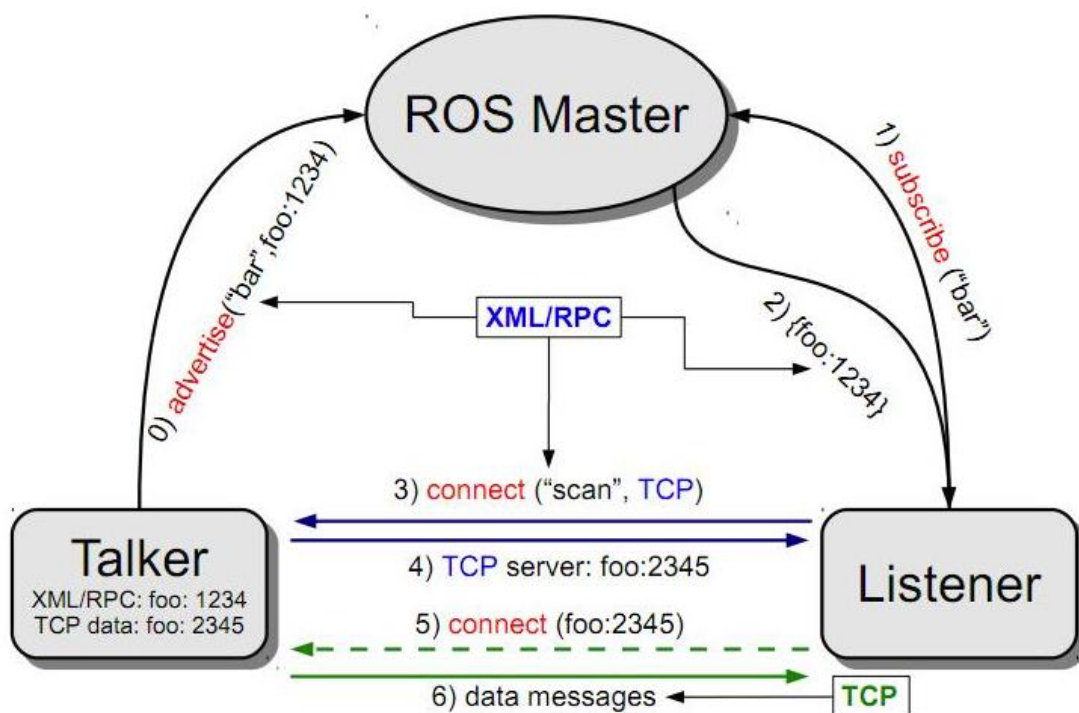 ROS Master
0) advertise(“bar”,foo:1234)
1) subscribe (“bar”)
2) {foo:1234}
XML/RPC
3) connect (“scan”, TCP)
4) TCP server: foo:2345
5) connect (foo:2345)
6) data messages
TCP
Talker
XML/RPC: foo: 1234
TCP data: foo: 2345
Listener